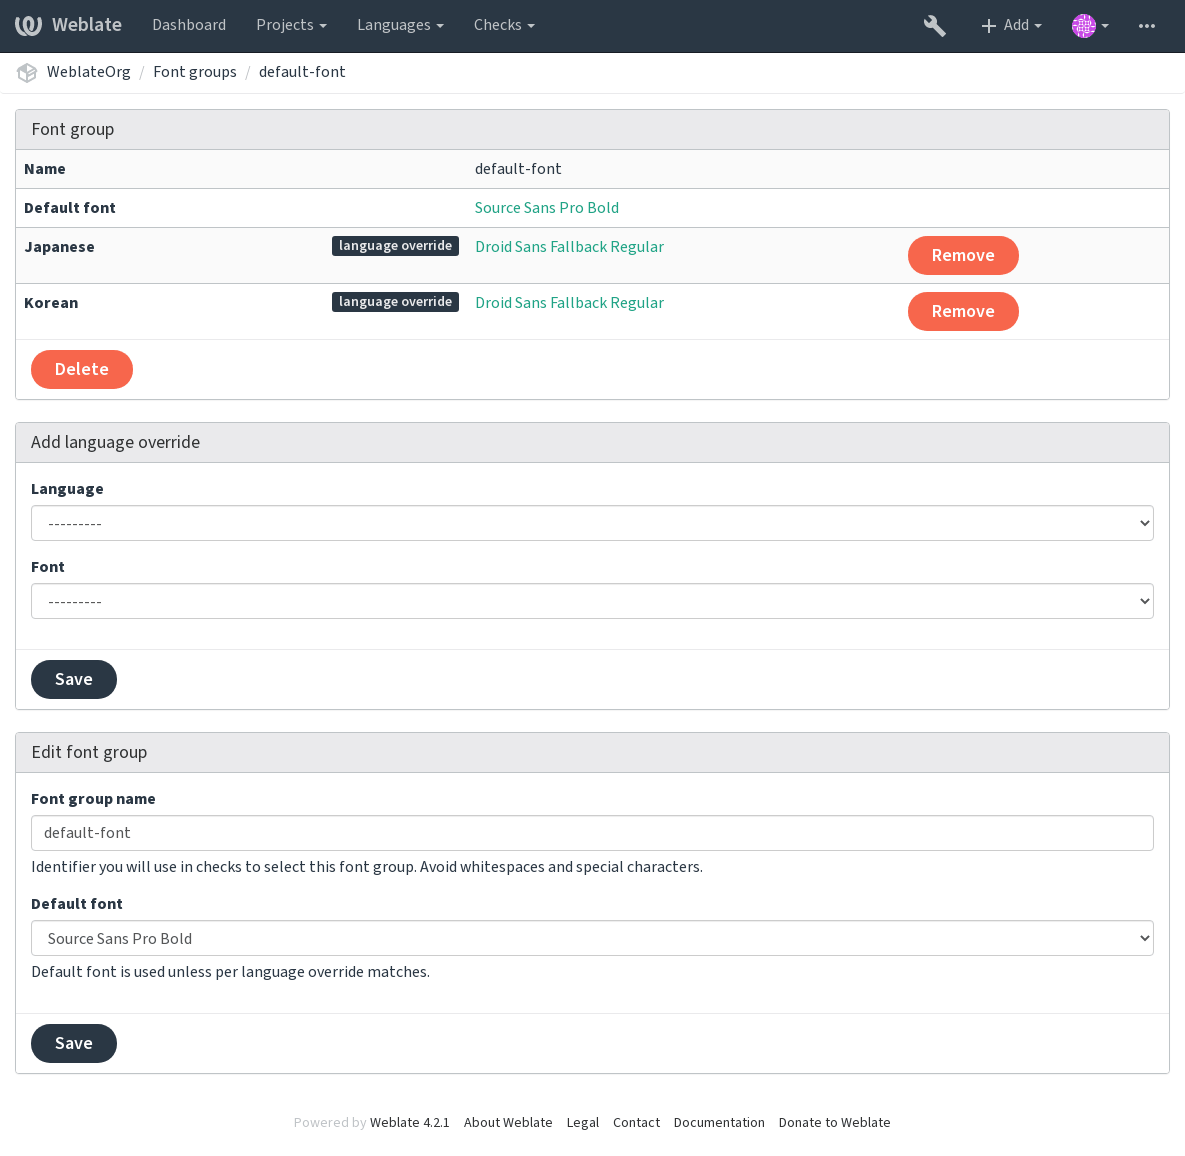 Weblate Dashboard Projects Languages Checks Add
WeblateOrg / Font groups / default-font
Font group
Name default-font
Default font Source Sans Pro Bold
Japanese language override Droid Sans Fallback Regular Remove
Korean language override Droid Sans Fallback Regular Remove
Delete
Add language override
Language
---------
Font
---------
Save
Edit font group
Font group name
default-font
Identifier you will use in checks to select this font group. Avoid whitespaces and special characters.
Default font
Source Sans Pro Bold
Default font is used unless per language override matches.
Save
Powered by Weblate 4.2.1 About Weblate Legal Contact Documentation Donate to Weblate